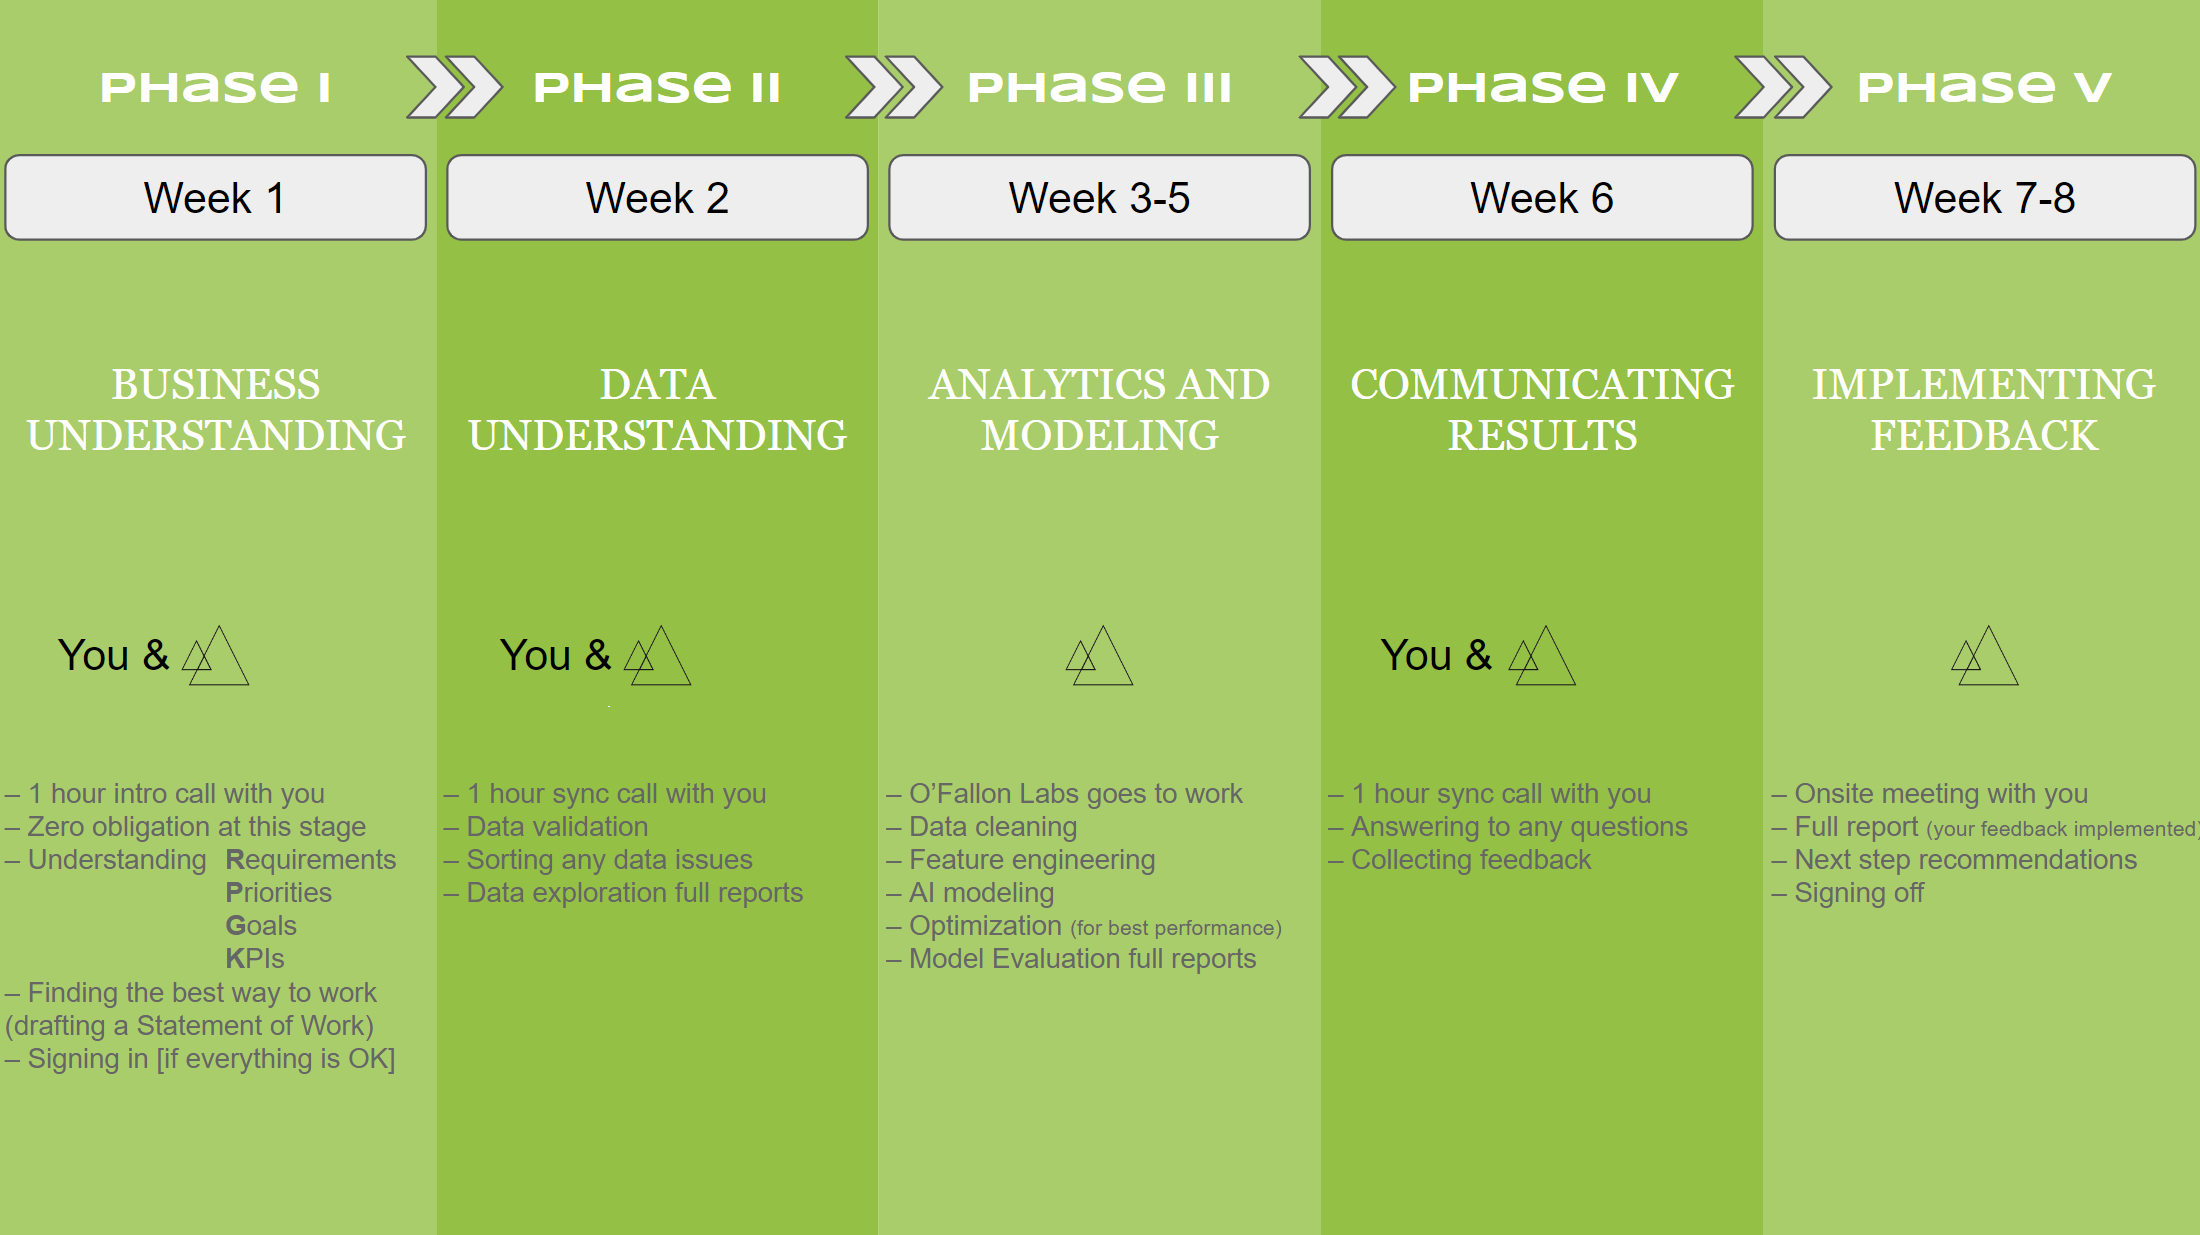 PHase I
Week 1
BUSINESS
UNDERSTANDING
You &
– 1 hour intro call with you
– Zero obligation at this stage
– Understanding Requirements
Priorities
Goals
KPIs
– Finding the best way to work
(drafting a Statement of Work)
– Signing in [if everything is OK]
PHase II
Week 2
DATA
UNDERSTANDING
You &
– 1 hour sync call with you
– Data validation
– Sorting any data issues
– Data exploration full reports
PHase III
Week 3-5
ANALYTICS AND
MODELING
– O’Fallon Labs goes to work
– Data cleaning
– Feature engineering
– AI modeling
– Optimization (for best performance)
– Model Evaluation full reports
PHase IV
Week 6
COMMUNICATING
RESULTS
You &
– 1 hour sync call with you
– Answering to any questions
– Collecting feedback
PHase V
Week 7-8
IMPLEMENTING
FEEDBACK
– Onsite meeting with you
– Full report (your feedback implemented)
– Next step recommendations
– Signing off